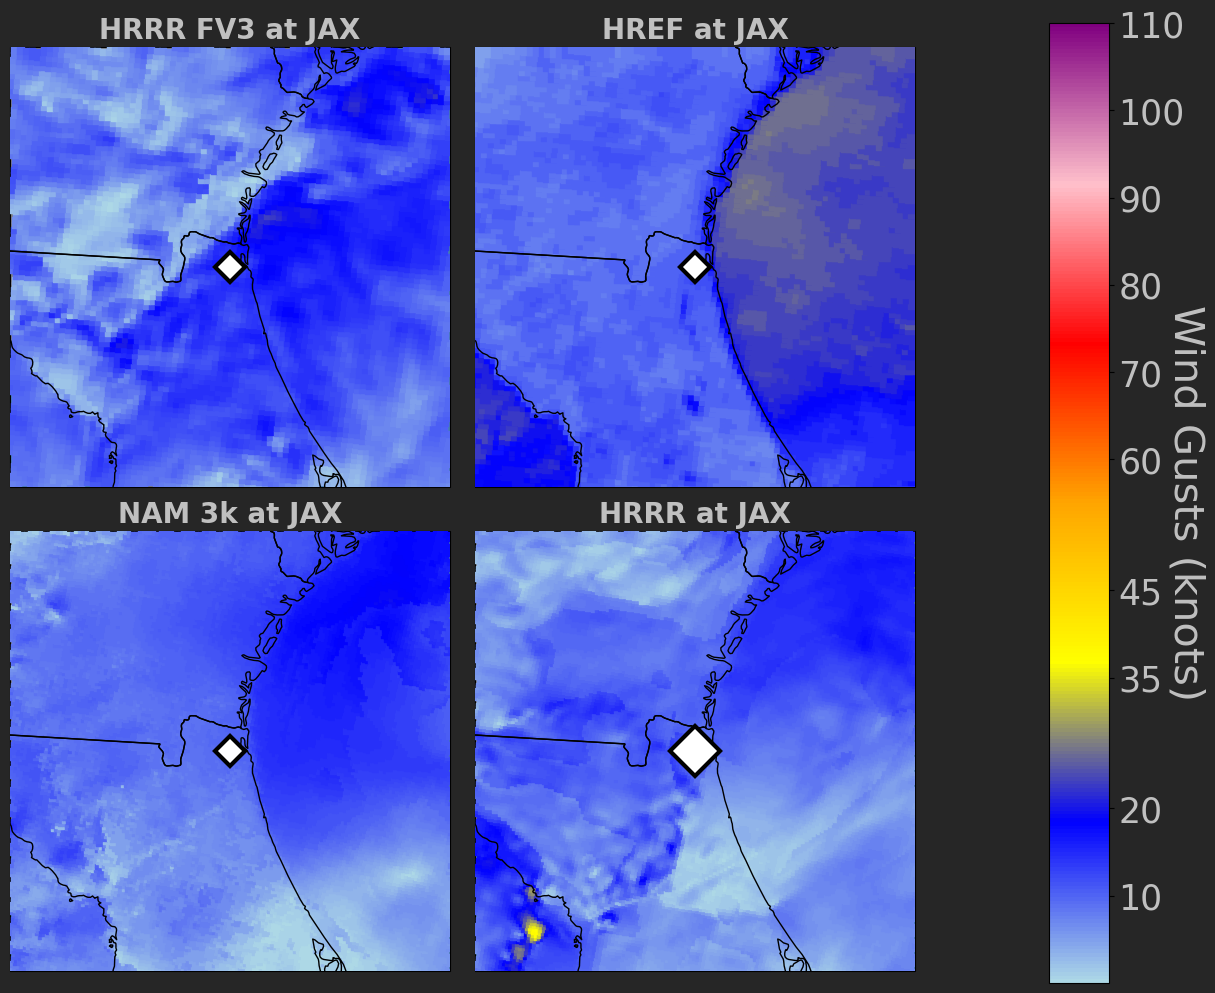 HRRR FV3 at JAX
HREF at JAX
NAM 3k at JAX
HRRR at JAX
110
100
90
80
70
60
45
35
20
10
Wind Gusts (knots)